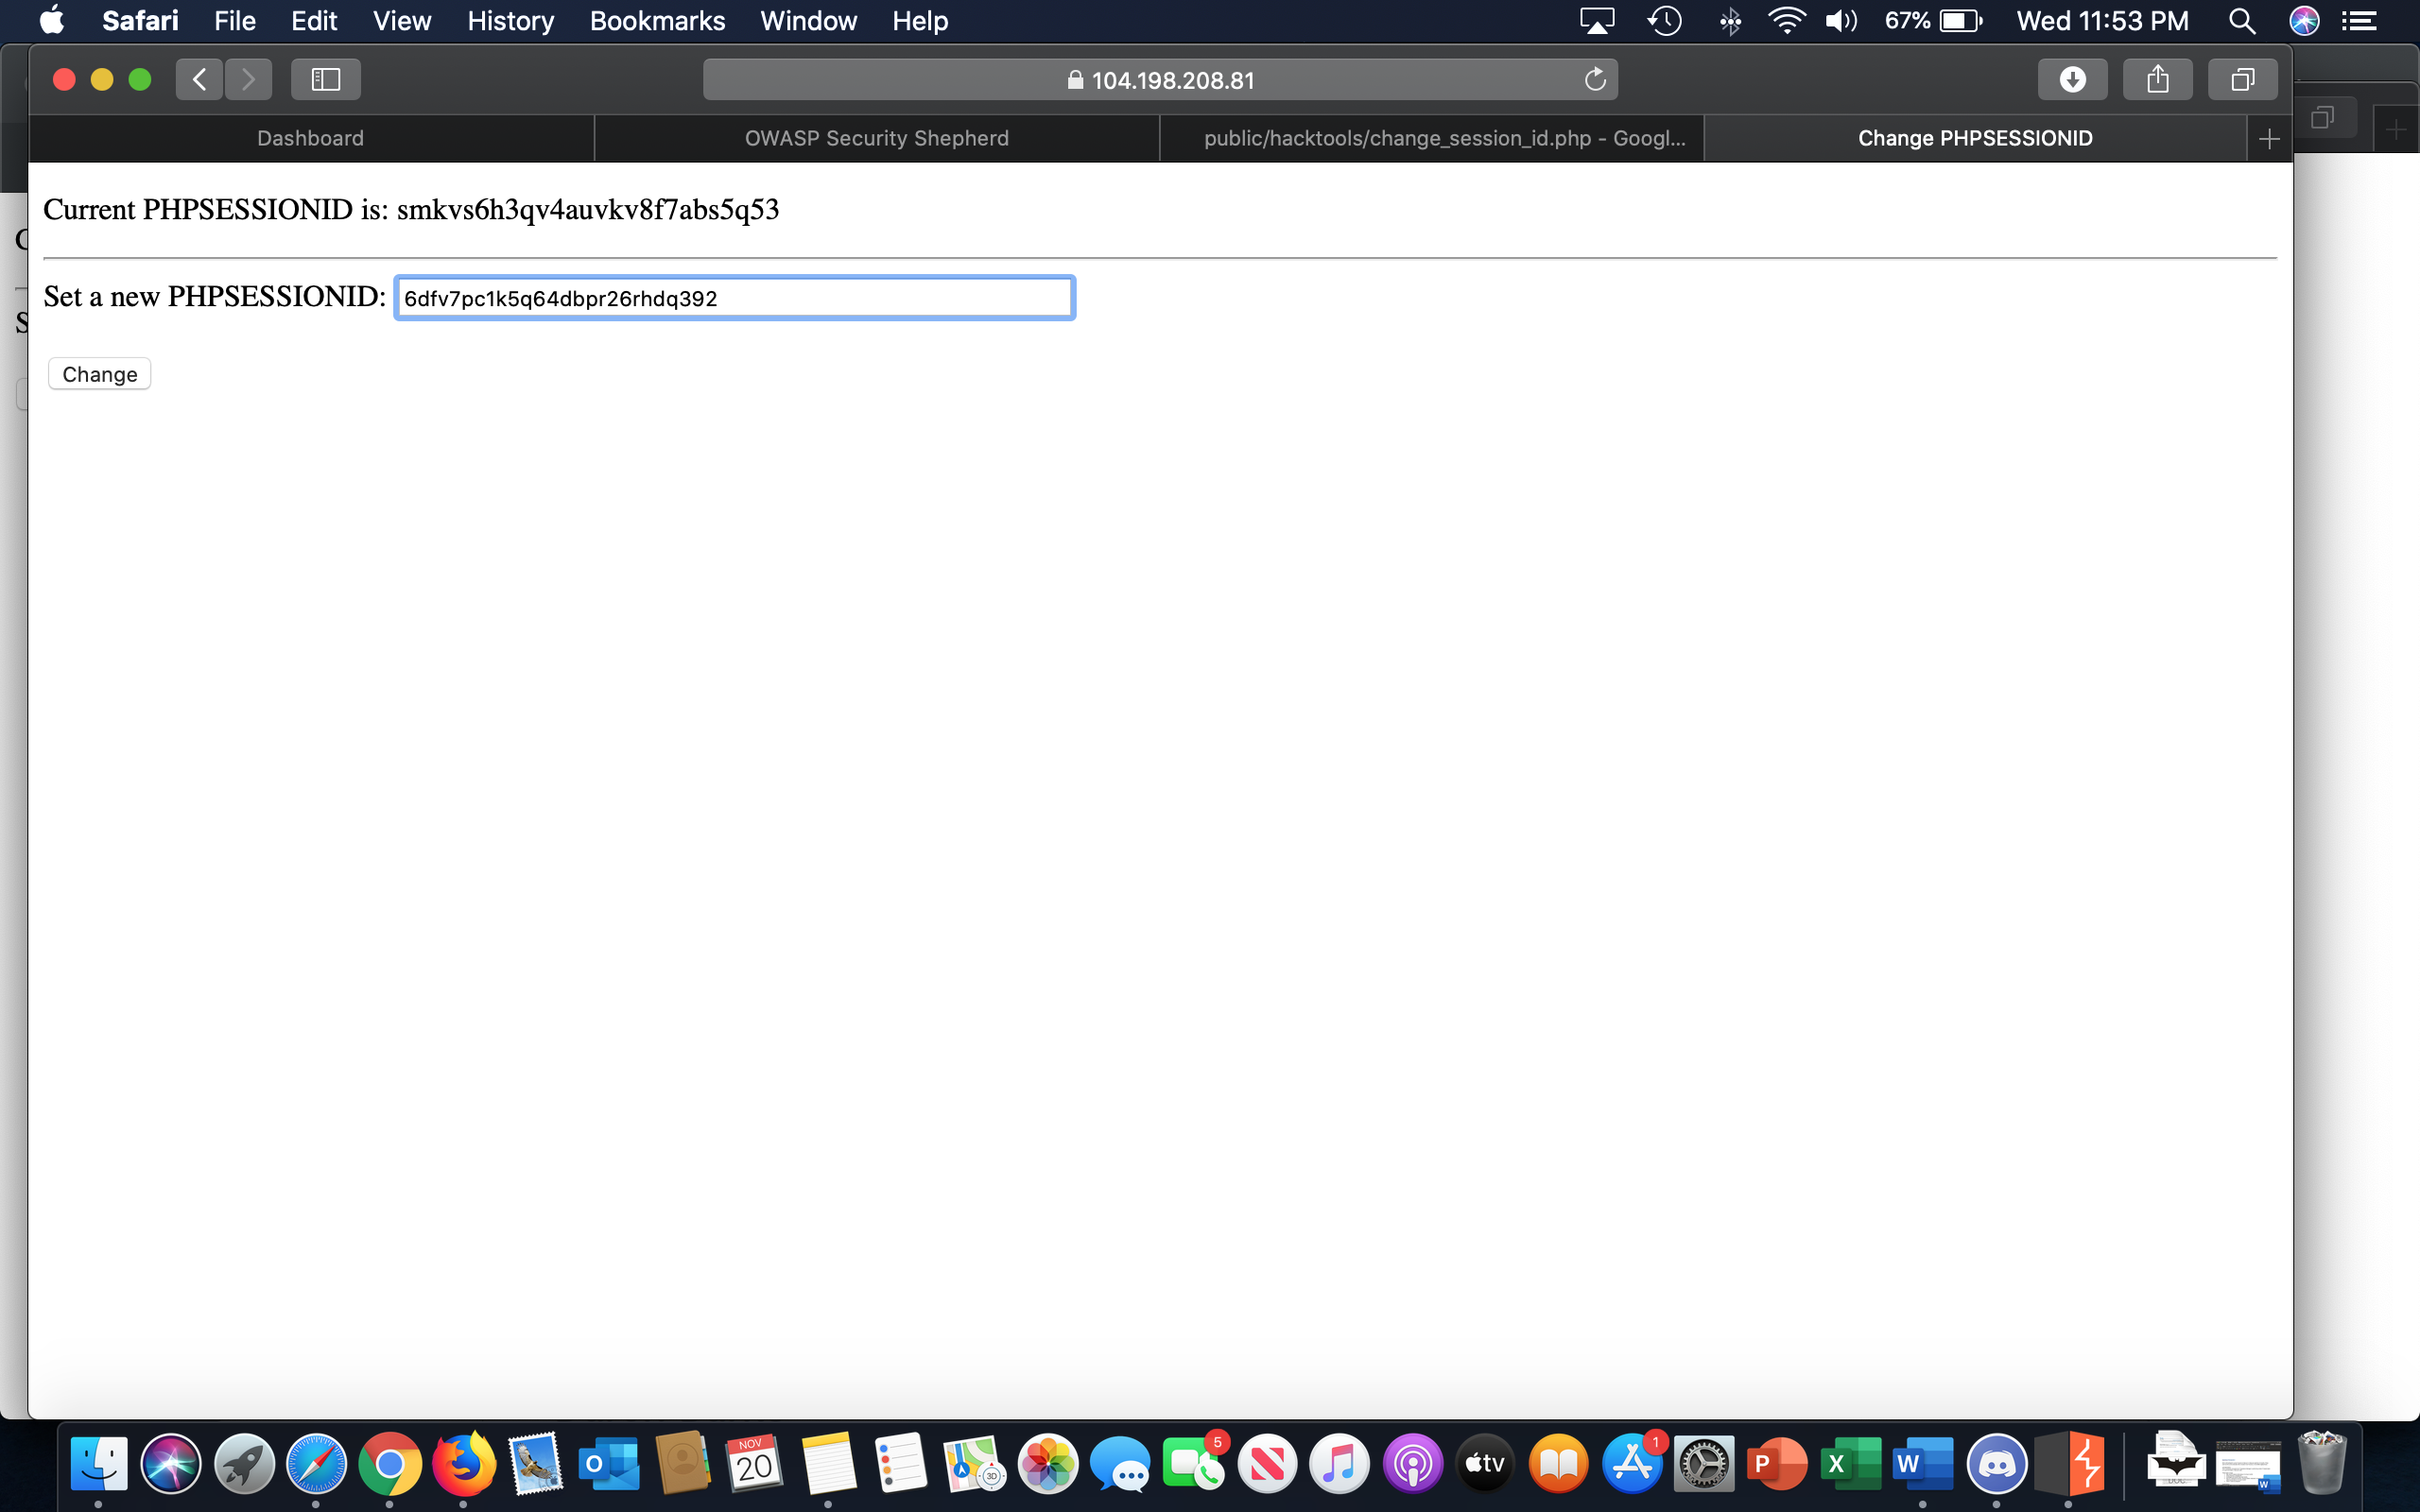 Safari File Edit View History Bookmarks Window Help 67% Wed 11:53 PM
104.198.208.81
Dashboard OWASP Security Shepherd public/hacktools/change_session_id.php - Googl... Change PHPSESSIONID
Current PHPSESSIONID is: smkvs6h3qv4auvkv8f7abs5q53
Set a new PHPSESSIONID: 6dfv7pc1k5q64dbpr26rhdq392
Change
5 1
NOV
20
3D
tv
O P X W